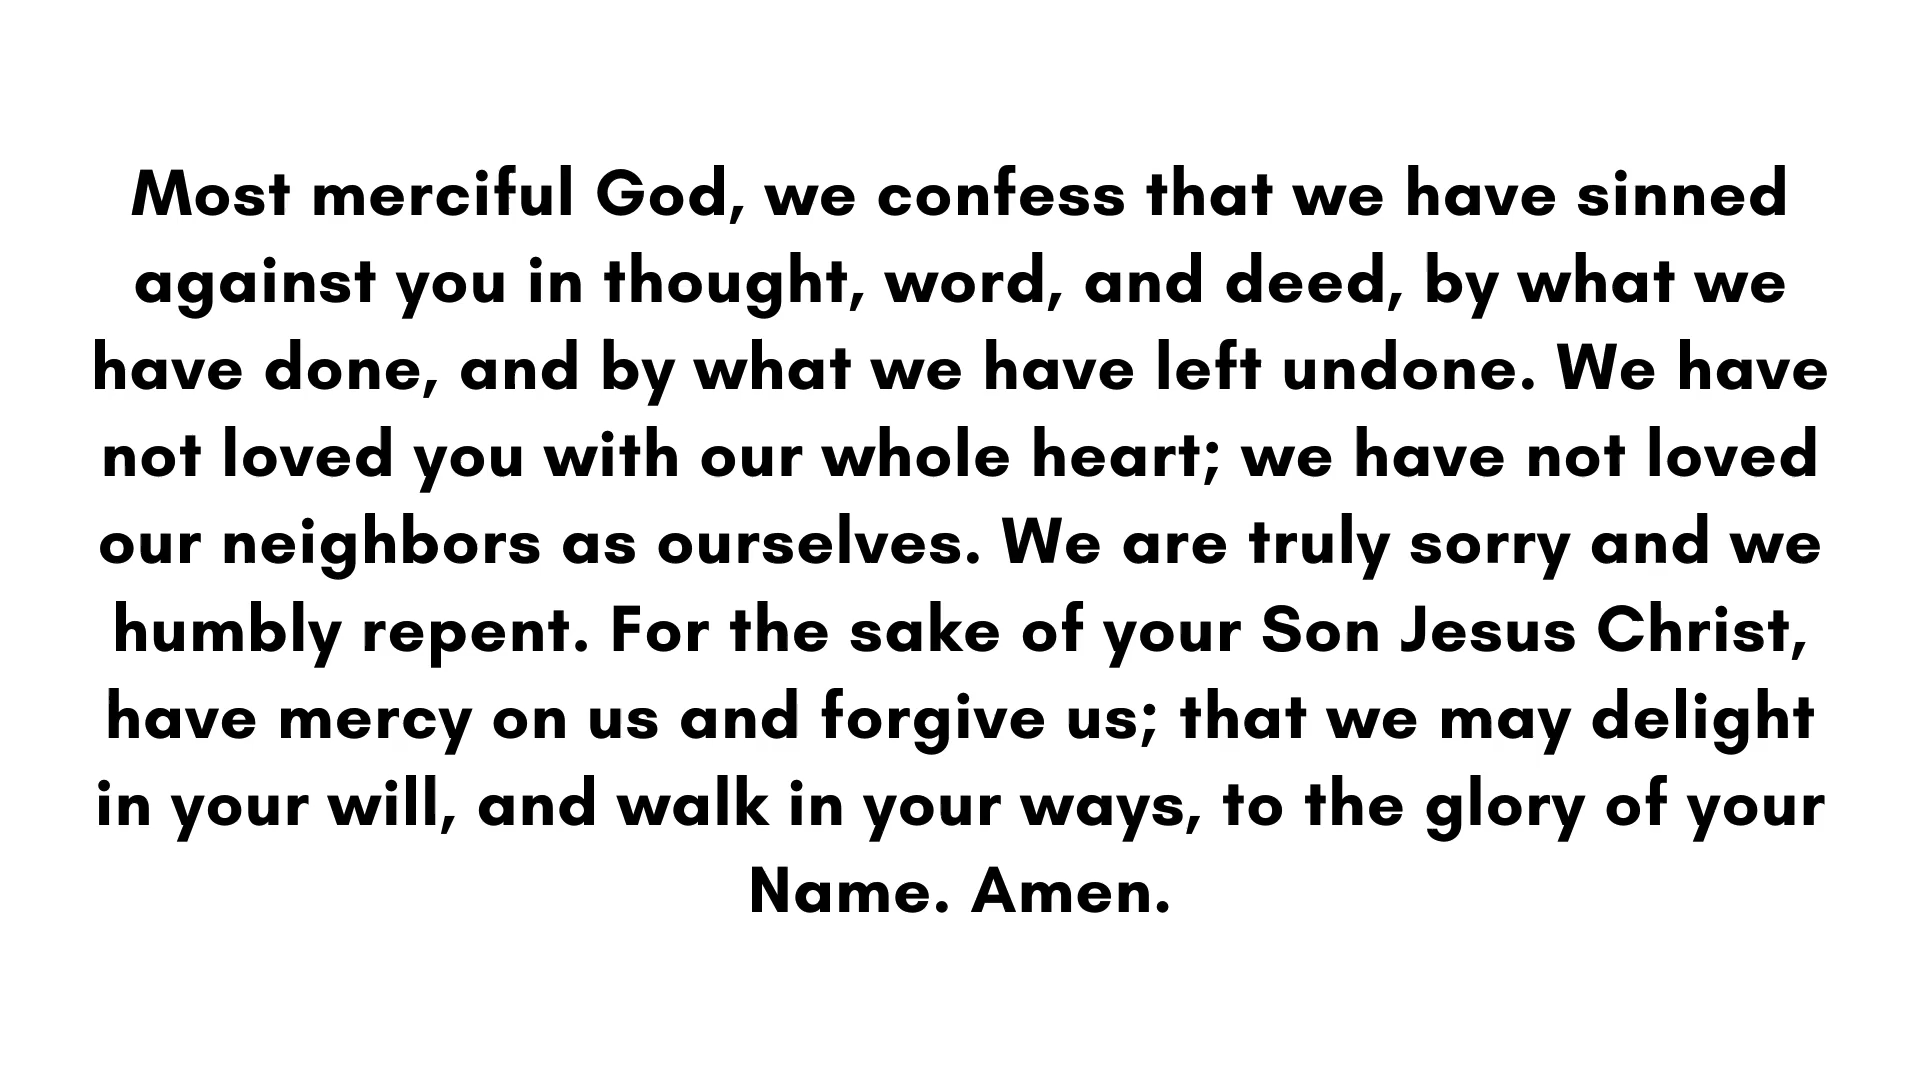 Most merciful God, we confess that we have sinned
against you in thought, word, and deed, by what we
have done, and by what we have left undone. We have
not loved you with our whole heart; we have not loved
our neighbors as ourselves. We are truly sorry and we
humbly repent. For the sake of your Son Jesus Christ,
have mercy on us and forgive us; that we may delight
in your will, and walk in your ways, to the glory of your
Name. Amen.